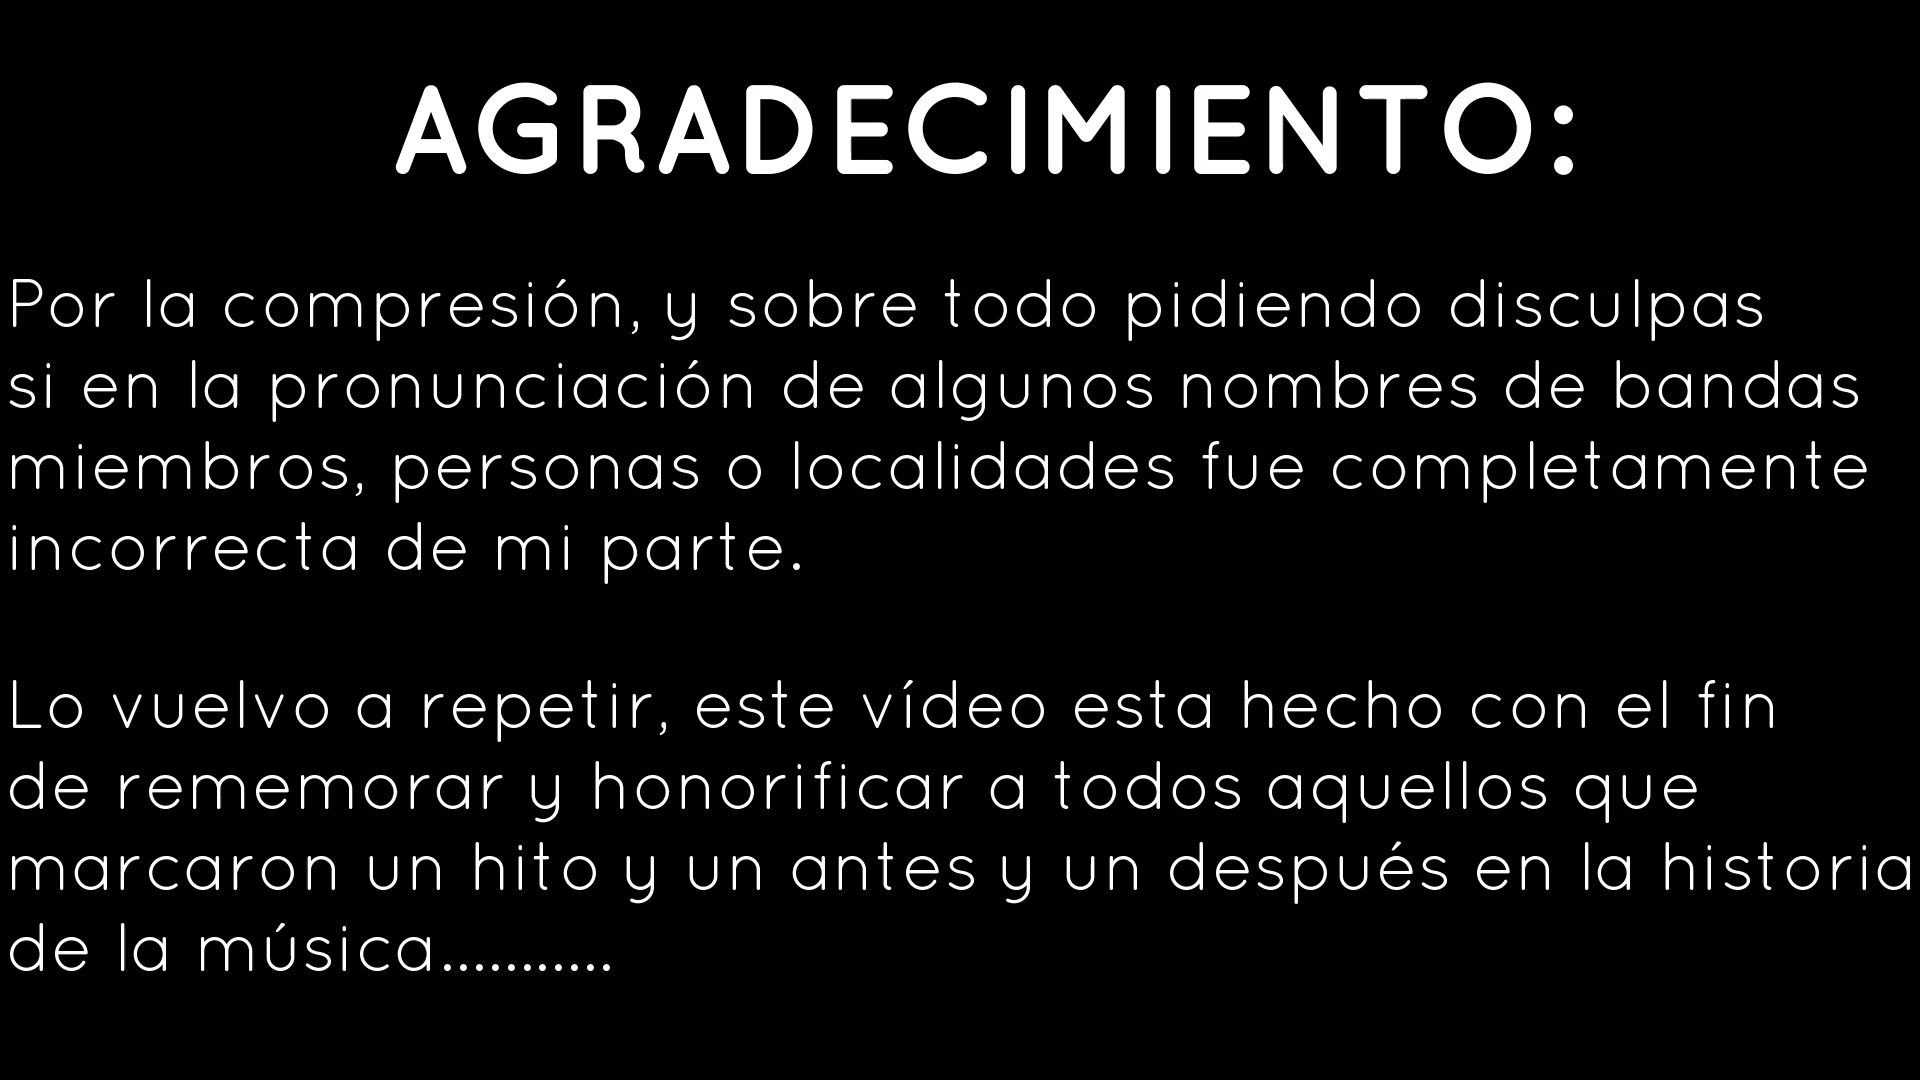 AGRADECIMIENTO:
Por la compresión, y sobre todo pidiendo disculpas
si en la pronunciación de algunos nombres de bandas
miembros, personas o localidades fue completamente
incorrecta de mi parte.
Lo vuelvo a repetir, este vídeo esta hecho con el fin
de rememorar y honorificar a todos aquellos que
marcaron un hito y un antes y un después en la historia
de la música...........